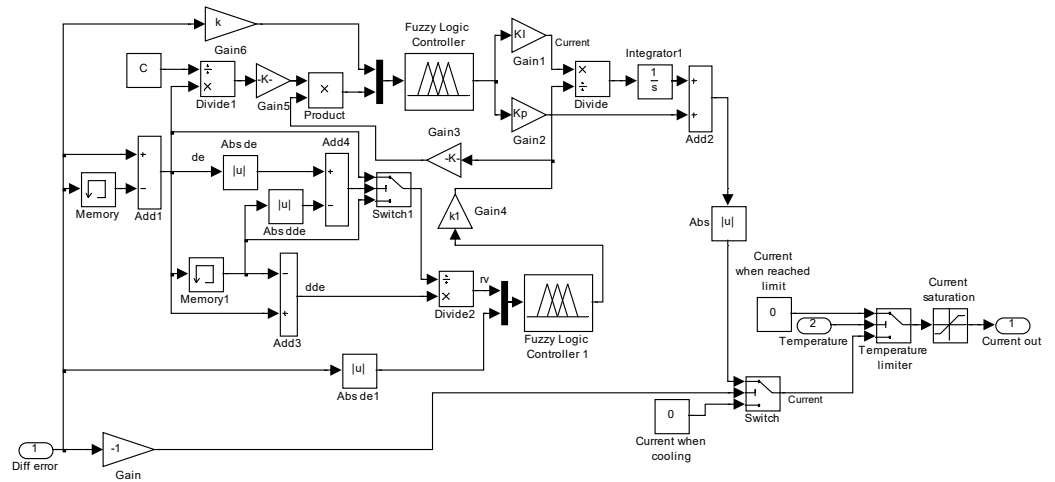 k
Gain6
Fuzzy Logic
Controller
KI
Gain1
Current
C
÷
×
Divide1
-K-
Gain5
×
Product
Kp
Gain2
×
÷
Divide
Integrator1
1
s
+
+
Add2
Gain3
-K-
+
−
Add1
de
Memory
Abs de
|u|
Add4
+
−
|u|
Abs dde
Switch1
k1
Gain4
Memory1
−
+
Add3
dde
÷
×
Divide2
rv
Fuzzy Logic
Controller 1
|u|
Abs de1
Abs
|u|
Current
when reached
limit
0
2
Temperature
Temperature
limiter
Current
saturation
1
Current out
Switch
Current
0
Current when
cooling
1
Diff error
-1
Gain